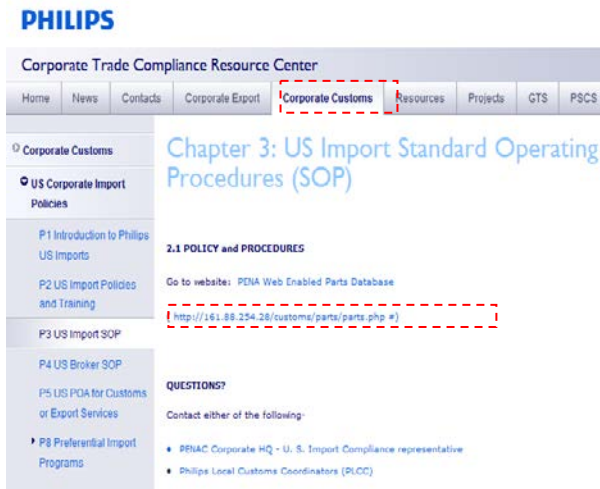 PHILIPS
Corporate Trade Compliance Resource Center
Home News Contacts Corporate Export Corporate Customs Resources Projects GTS PSCS
Corporate Customs
US Corporate Import
Policies
P1 Introduction to Philips
US Imports
P2 US Import Policies
and Training
P3 US Import SOP
P4 US Broker SOP
P5 US POA for Customs
or Export Services
P8 Preferential Import
Programs
Chapter 3: US Import Standard Operating
Procedures (SOP)
2.1 POLICY and PROCEDURES
Go to website: PENA Web Enabled Parts Database
( http://161.88.254.28/customs/parts/parts.php #)
QUESTIONS?
Contact either of the following-
• PENAC Corporate HQ - U. S. Import Compliance representative
• Philips Local Customs Coordinators (PLCC)